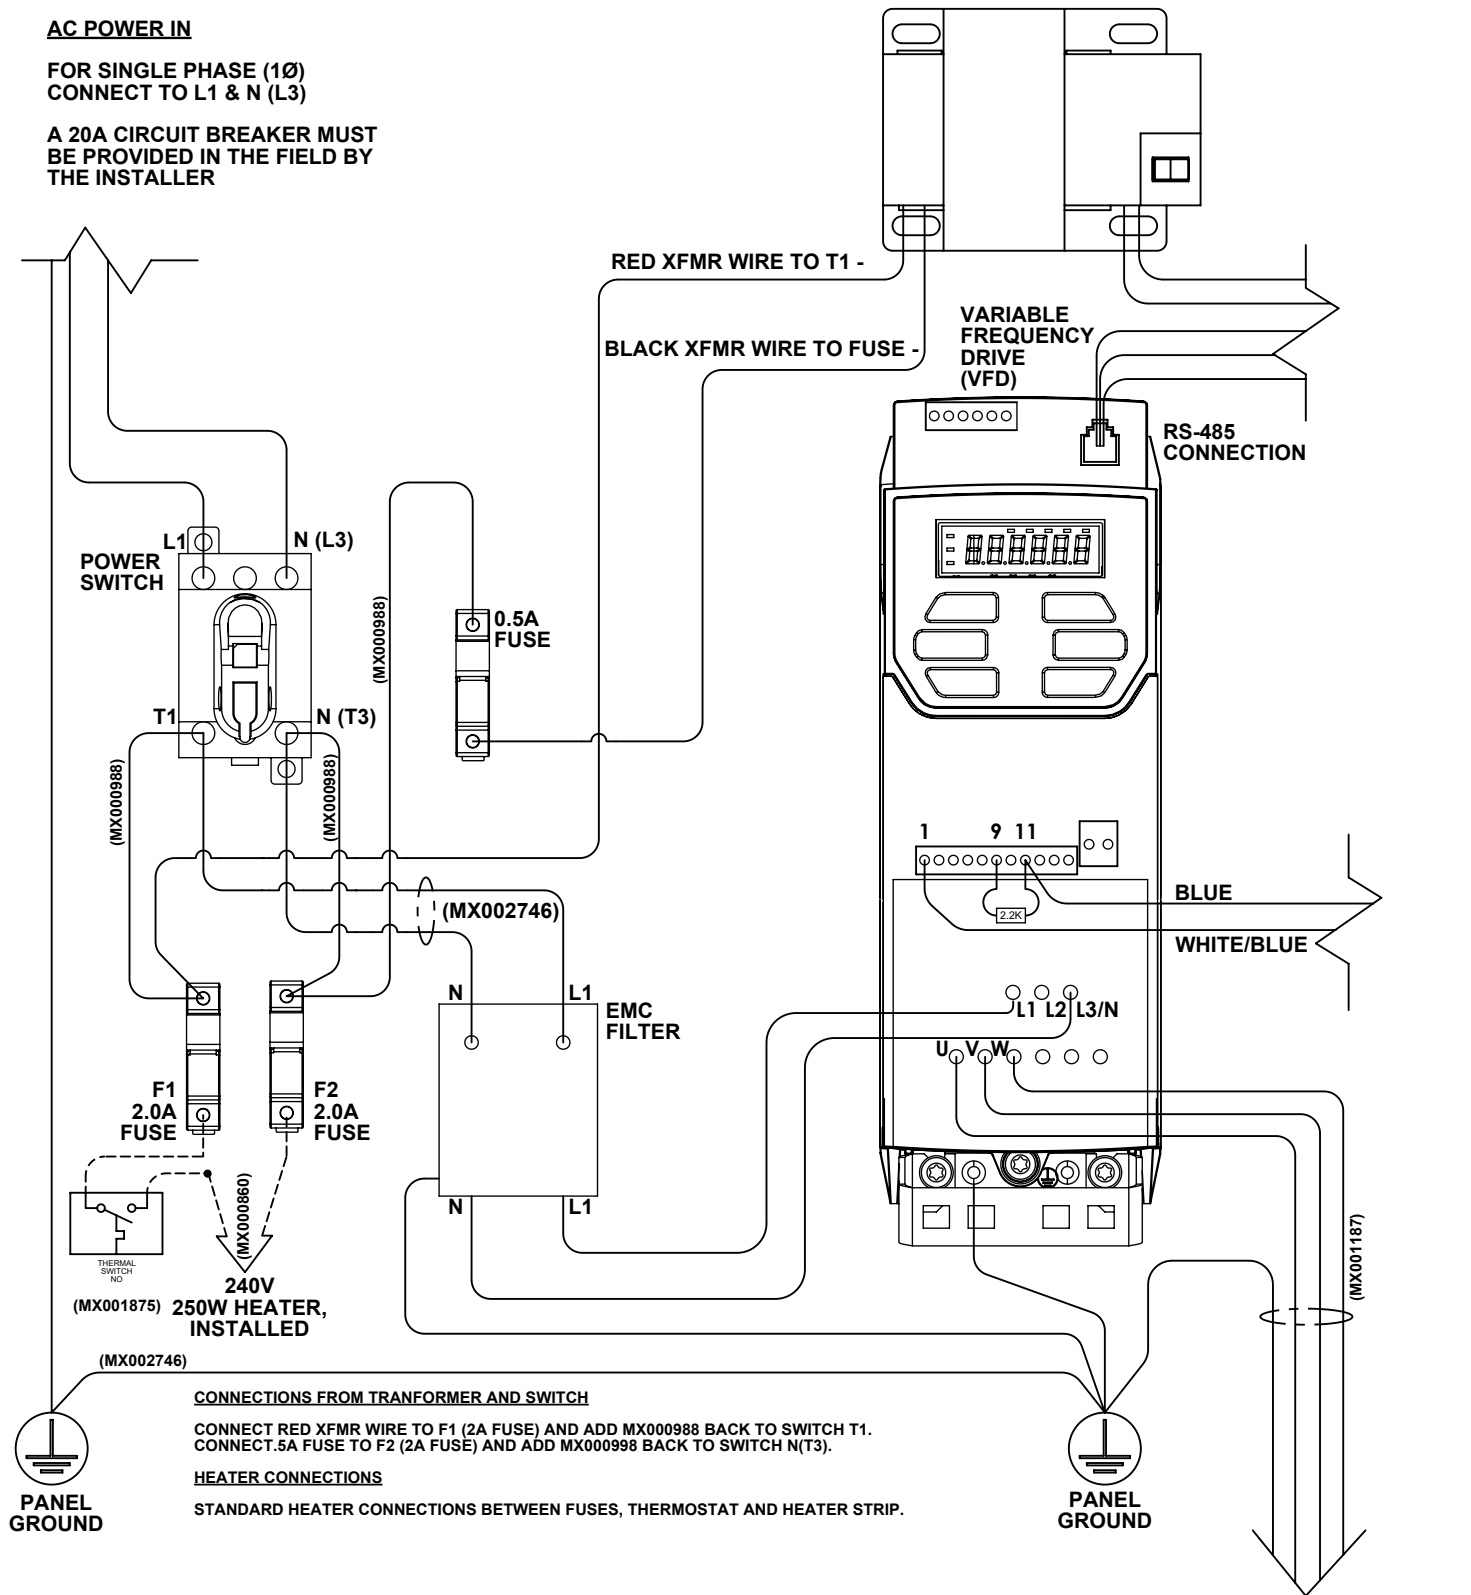 AC POWER IN
FOR SINGLE PHASE (1Ø)
CONNECT TO L1 & N (L3)
A 20A CIRCUIT BREAKER MUST
BE PROVIDED IN THE FIELD BY
THE INSTALLER
RED XFMR WIRE TO T1 -
BLACK XFMR WIRE TO FUSE -
VARIABLE
FREQUENCY
DRIVE
(VFD)
RS-485
CONNECTION
L1
N (L3)
POWER
SWITCH
T1
N (T3)
(MX000988)
(MX000988)
(MX000988)
0.5A
FUSE
1 9 11
2.2K
BLUE
WHITE/BLUE
(MX002746)
N
L1
EMC
FILTER
L1 L2 L3/N
U V W
F1
2.0A
FUSE
F2
2.0A
FUSE
N
L1
THERMAL
SWITCH
NO
(MX001875)
(MX000860)
240V
250W HEATER,
INSTALLED
(MX001187)
(MX002746)
CONNECTIONS FROM TRANFORMER AND SWITCH
CONNECT RED XFMR WIRE TO F1 (2A FUSE) AND ADD MX000988 BACK TO SWITCH T1.
CONNECT.5A FUSE TO F2 (2A FUSE) AND ADD MX000998 BACK TO SWITCH N(T3).
HEATER CONNECTIONS
STANDARD HEATER CONNECTIONS BETWEEN FUSES, THERMOSTAT AND HEATER STRIP.
PANEL
GROUND
PANEL
GROUND